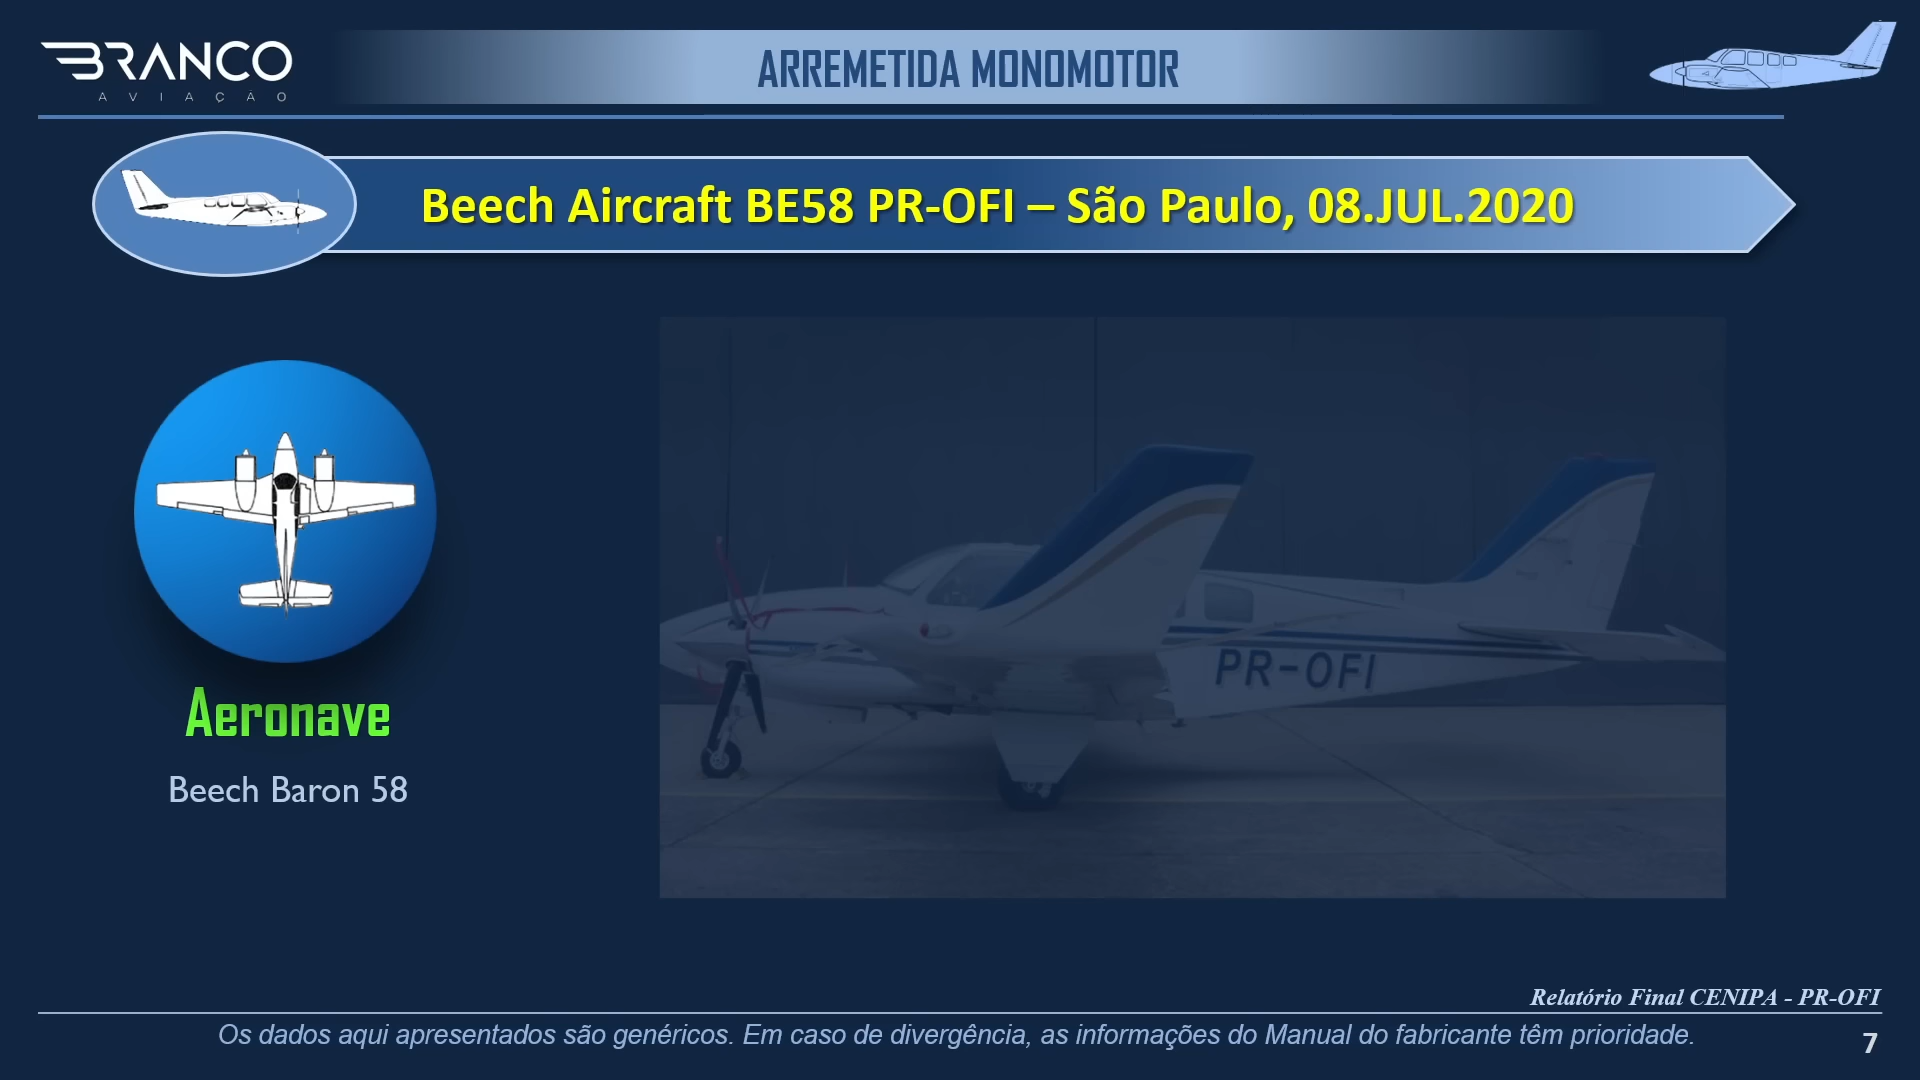 BRANCO
AVIAÇÃO
ARREMETIDA MONOMOTOR
Beech Aircraft BE58 PR-OFI – São Paulo, 08.JUL.2020
PR-OFI
Aeronave
Beech Baron 58
Relatório Final CENIPA - PR-OFI
Os dados aqui apresentados são genéricos. Em caso de divergência, as informações do Manual do fabricante têm prioridade.
7